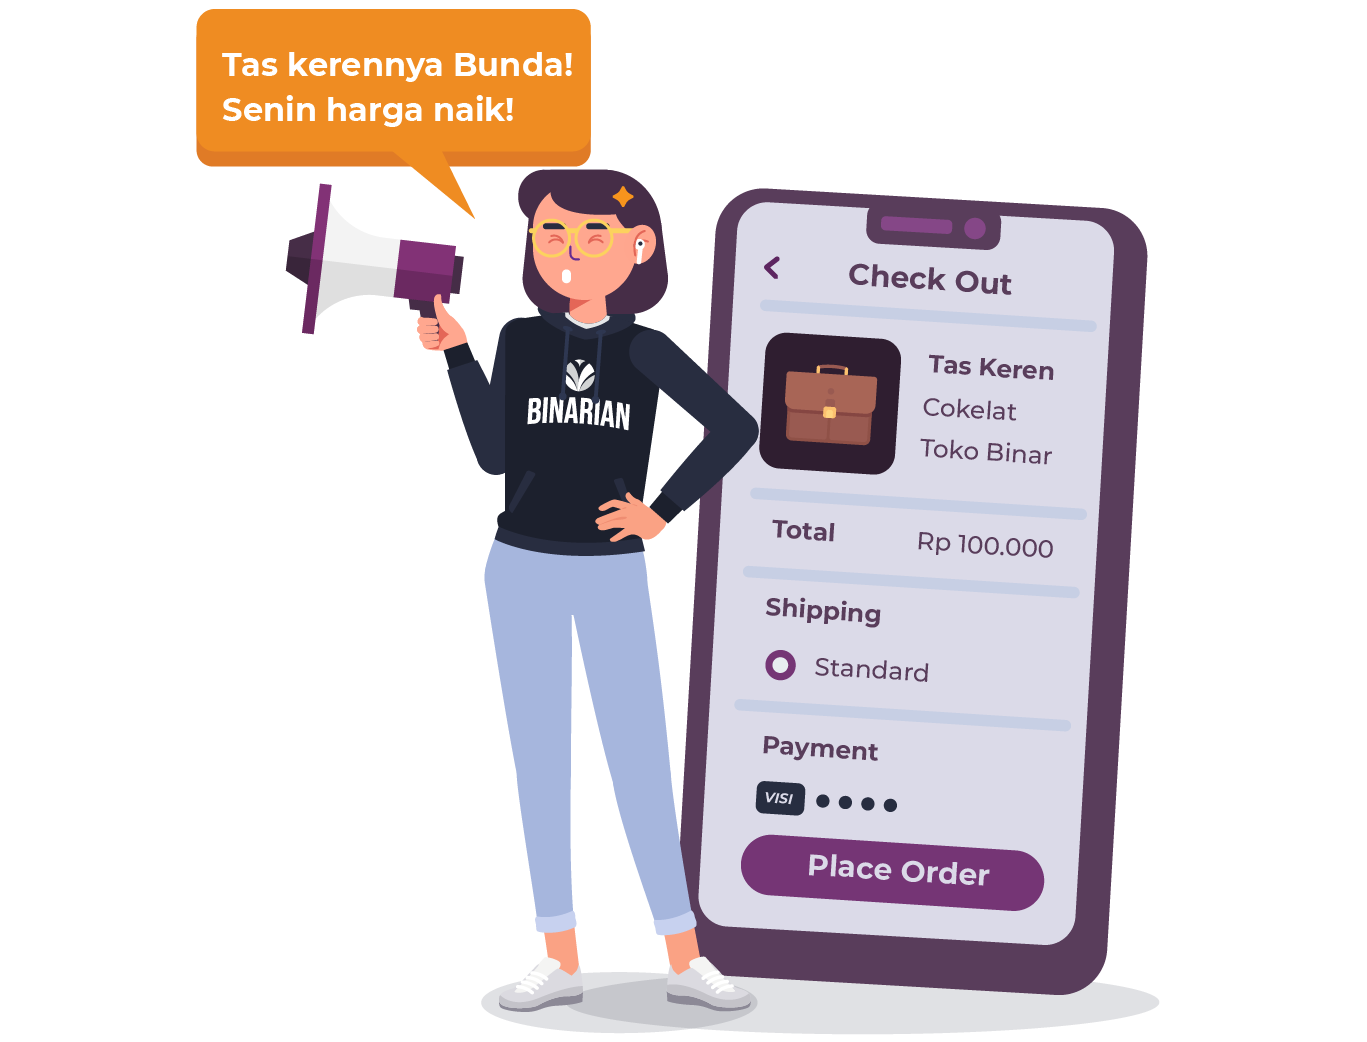 Tas kerennya Bunda!
Senin harga naik!
BINARIAN
Check Out
Tas Keren
Cokelat
Toko Binar
Total Rp 100.000
Shipping
Standard
Payment
VISI
Place Order